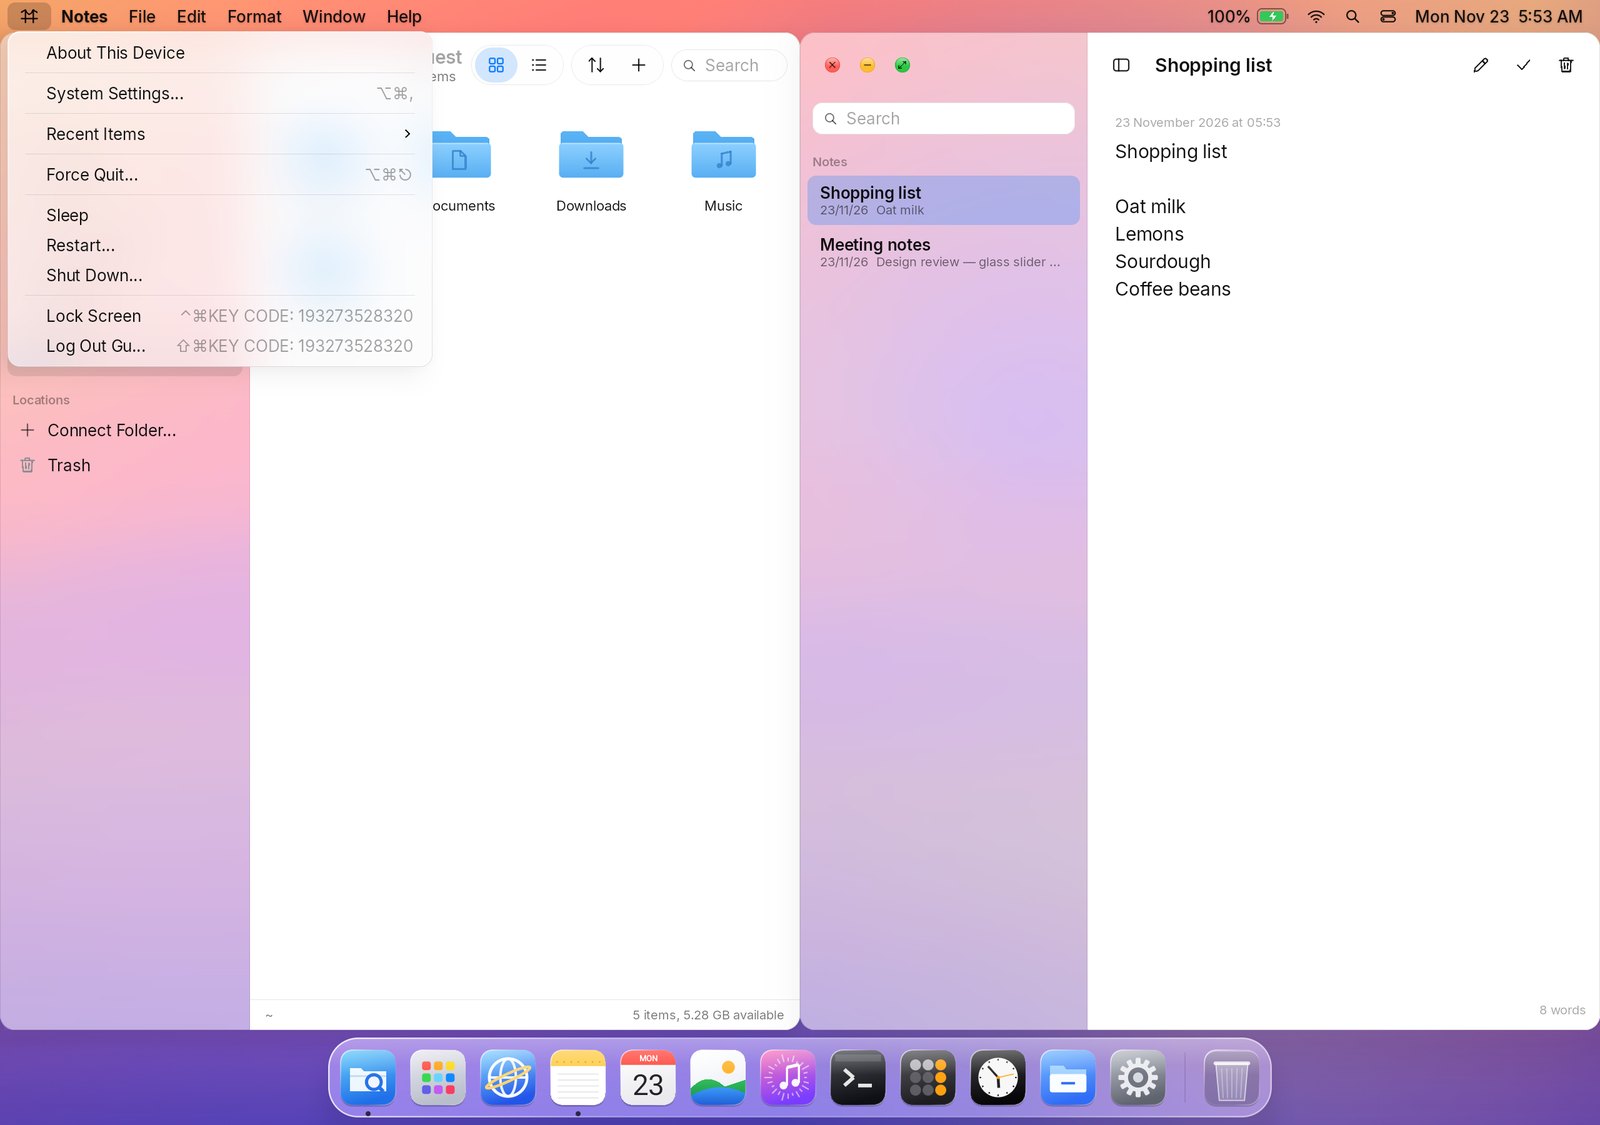 Notes File Edit Format Window Help
100% Mon Nov 23 5:53 AM
About This Device
System Settings... ⌥⌘,
Recent Items
Force Quit... ⌥⌘⎋
Sleep
Restart...
Shut Down...
Lock Screen ^⌘KEY CODE: 193273528320
Log Out Gu... ⇧⌘KEY CODE: 193273528320
Locations
Connect Folder...
Trash
uest
ems
Search
ocuments
Downloads
Music
~
5 items, 5.28 GB available
Search
Notes
Shopping list
23/11/26 Oat milk
Meeting notes
23/11/26 Design review — glass slider ...
Shopping list
23 November 2026 at 05:53
Shopping list
Oat milk
Lemons
Sourdough
Coffee beans
8 words
MON
23